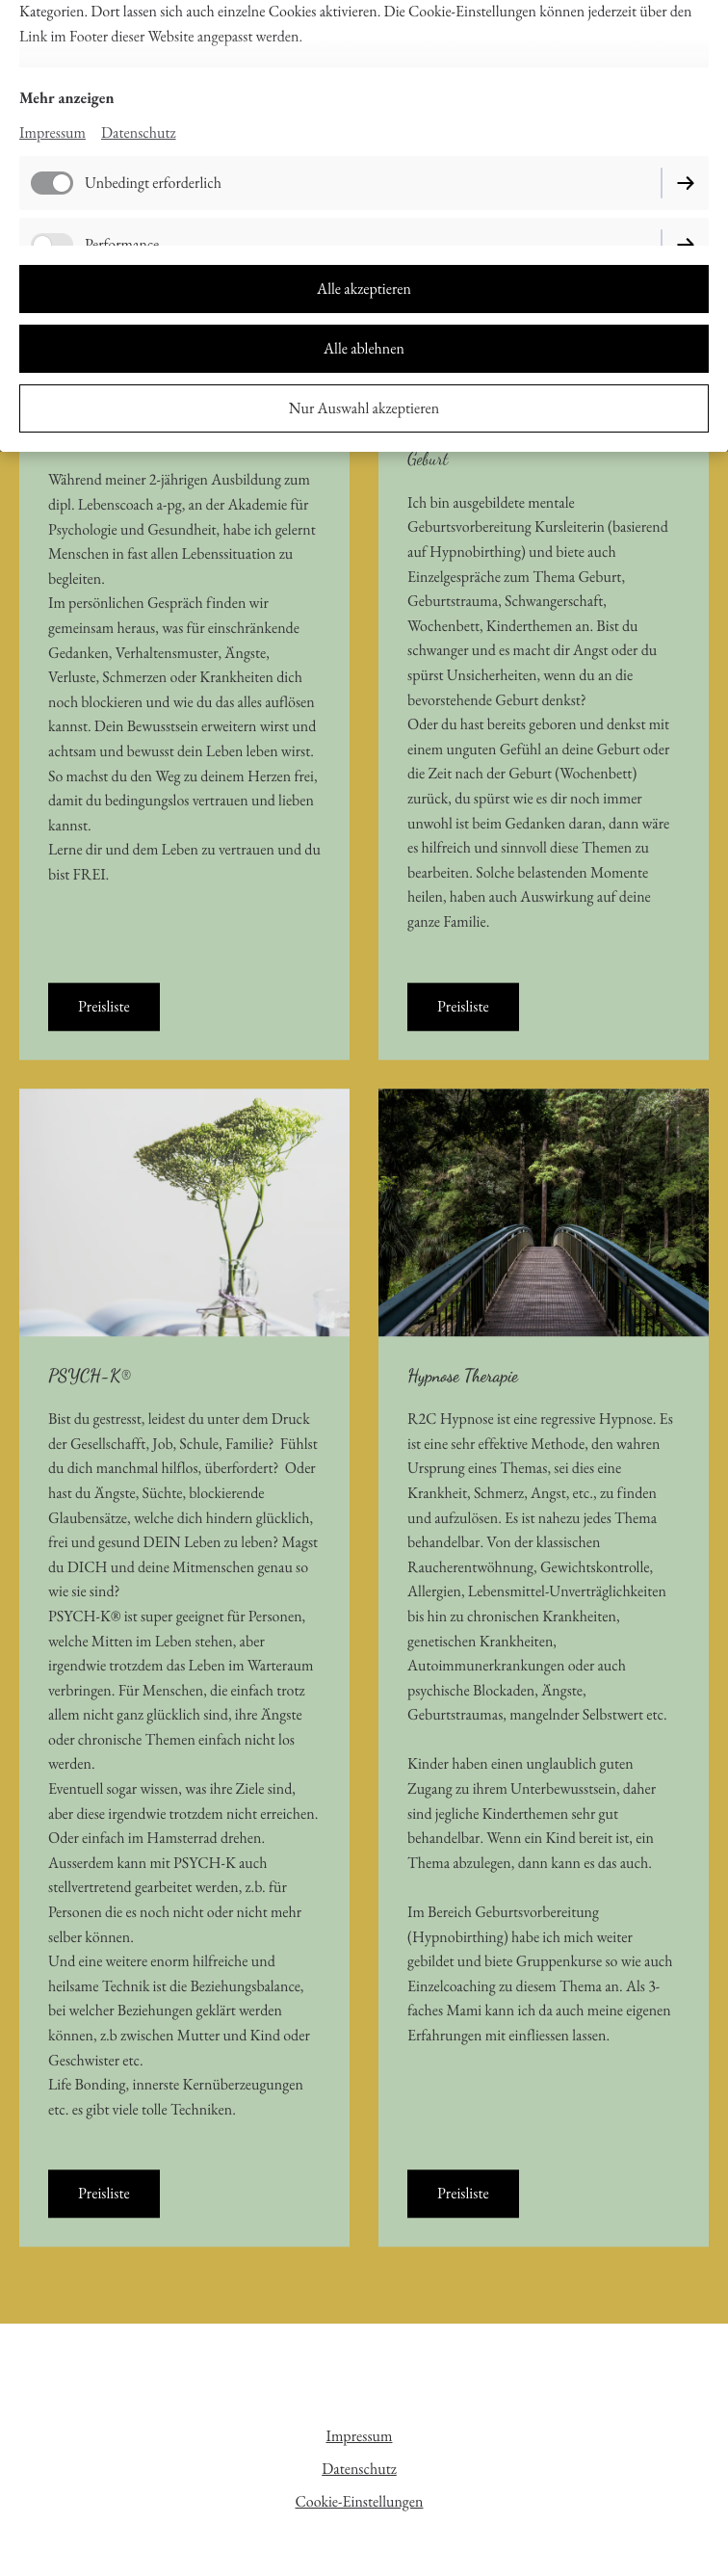 Kategorien. Dort lassen sich auch einzelne Cookies aktivieren. Die Cookie-Einstellungen können jederzeit über den
Link im Footer dieser Website angepasst werden.
Mehr anzeigen
Impressum Datenschutz
Unbedingt erforderlich
Performance
Alle akzeptieren
Alle ablehnen
Nur Auswahl akzeptieren
Während meiner 2-jährigen Ausbildung zum
dipl. Lebenscoach a-pg, an der Akademie für
Psychologie und Gesundheit, habe ich gelernt
Menschen in fast allen Lebenssituation zu
begleiten.
Im persönlichen Gespräch finden wir
gemeinsam heraus, was für einschränkende
Gedanken, Verhaltensmuster, Ängste,
Verluste, Schmerzen oder Krankheiten dich
noch blockieren und wie du das alles auflösen
kannst. Dein Bewusstsein erweitern wirst und
achtsam und bewusst dein Leben leben wirst.
So machst du den Weg zu deinem Herzen frei,
damit du bedingungslos vertrauen und lieben
kannst.
Lerne dir und dem Leben zu vertrauen und du
bist FREI.
Preisliste
Geburt
Ich bin ausgebildete mentale
Geburtsvorbereitung Kursleiterin (basierend
auf Hypnobirthing) und biete auch
Einzelgespräche zum Thema Geburt,
Geburtstrauma, Schwangerschaft,
Wochenbett, Kinderthemen an. Bist du
schwanger und es macht dir Angst oder du
spürst Unsicherheiten, wenn du an die
bevorstehende Geburt denkst?
Oder du hast bereits geboren und denkst mit
einem unguten Gefühl an deine Geburt oder
die Zeit nach der Geburt (Wochenbett)
zurück, du spürst wie es dir noch immer
unwohl ist beim Gedanken daran, dann wäre
es hilfreich und sinnvoll diese Themen zu
bearbeiten. Solche belastenden Momente
heilen, haben auch Auswirkung auf deine
ganze Familie.
Preisliste
PSYCH-K®
Bist du gestresst, leidest du unter dem Druck
der Gesellschafft, Job, Schule, Familie?  Fühlst
du dich manchmal hilflos, überfordert?  Oder
hast du Ängste, Süchte, blockierende
Glaubensätze, welche dich hindern glücklich,
frei und gesund DEIN Leben zu leben? Magst
du DICH und deine Mitmenschen genau so
wie sie sind?
PSYCH-K® ist super geeignet für Personen,
welche Mitten im Leben stehen, aber
irgendwie trotzdem das Leben im Warteraum
verbringen. Für Menschen, die einfach trotz
allem nicht ganz glücklich sind, ihre Ängste
oder chronische Themen einfach nicht los
werden.
Eventuell sogar wissen, was ihre Ziele sind,
aber diese irgendwie trotzdem nicht erreichen.
Oder einfach im Hamsterrad drehen.
Ausserdem kann mit PSYCH-K auch
stellvertretend gearbeitet werden, z.b. für
Personen die es noch nicht oder nicht mehr
selber können.
Und eine weitere enorm hilfreiche und
heilsame Technik ist die Beziehungsbalance,
bei welcher Beziehungen geklärt werden
können, z.b zwischen Mutter und Kind oder
Geschwister etc.
Life Bonding, innerste Kernüberzeugungen
etc. es gibt viele tolle Techniken.
Preisliste
Hypnose Therapie
R2C Hypnose ist eine regressive Hypnose. Es
ist eine sehr effektive Methode, den wahren
Ursprung eines Themas, sei dies eine
Krankheit, Schmerz, Angst, etc., zu finden
und aufzulösen. Es ist nahezu jedes Thema
behandelbar. Von der klassischen
Raucherentwöhnung, Gewichtskontrolle,
Allergien, Lebensmittel-Unverträglichkeiten
bis hin zu chronischen Krankheiten,
genetischen Krankheiten,
Autoimmunerkrankungen oder auch
psychische Blockaden, Ängste,
Geburtstraumas, mangelnder Selbstwert etc.
Kinder haben einen unglaublich guten
Zugang zu ihrem Unterbewusstsein, daher
sind jegliche Kinderthemen sehr gut
behandelbar. Wenn ein Kind bereit ist, ein
Thema abzulegen, dann kann es das auch.
Im Bereich Geburtsvorbereitung
(Hypnobirthing) habe ich mich weiter
gebildet und biete Gruppenkurse so wie auch
Einzelcoaching zu diesem Thema an. Als 3-
faches Mami kann ich da auch meine eigenen
Erfahrungen mit einfliessen lassen.
Preisliste
Impressum
Datenschutz
Cookie-Einstellungen